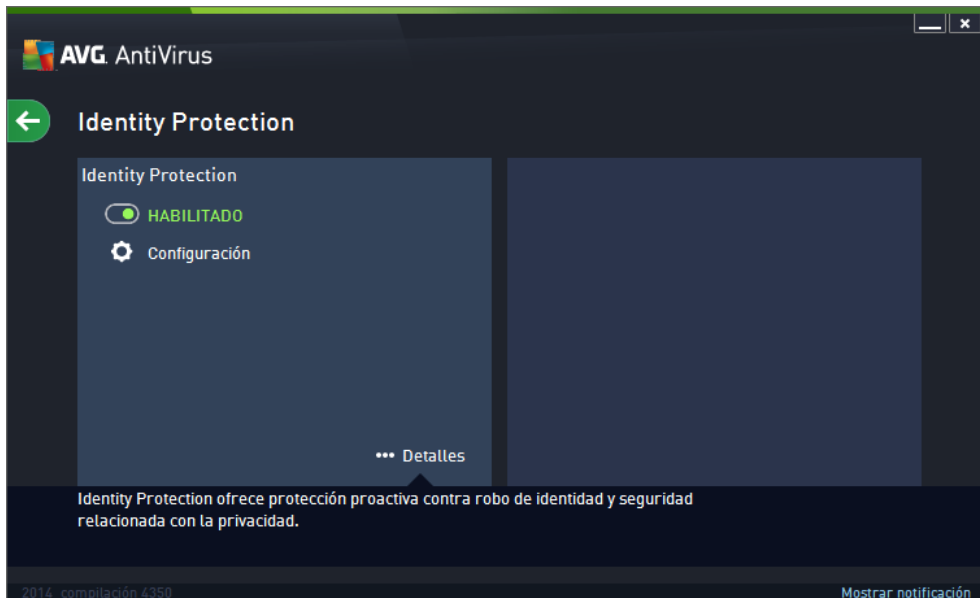 AVG. AntiVirus
Identity Protection
Identity Protection
HABILITADO
Configuración
••• Detalles
Identity Protection ofrece protección proactiva contra robo de identidad y seguridad
relacionada con la privacidad.
2014 compilación 4350
Mostrar notificación